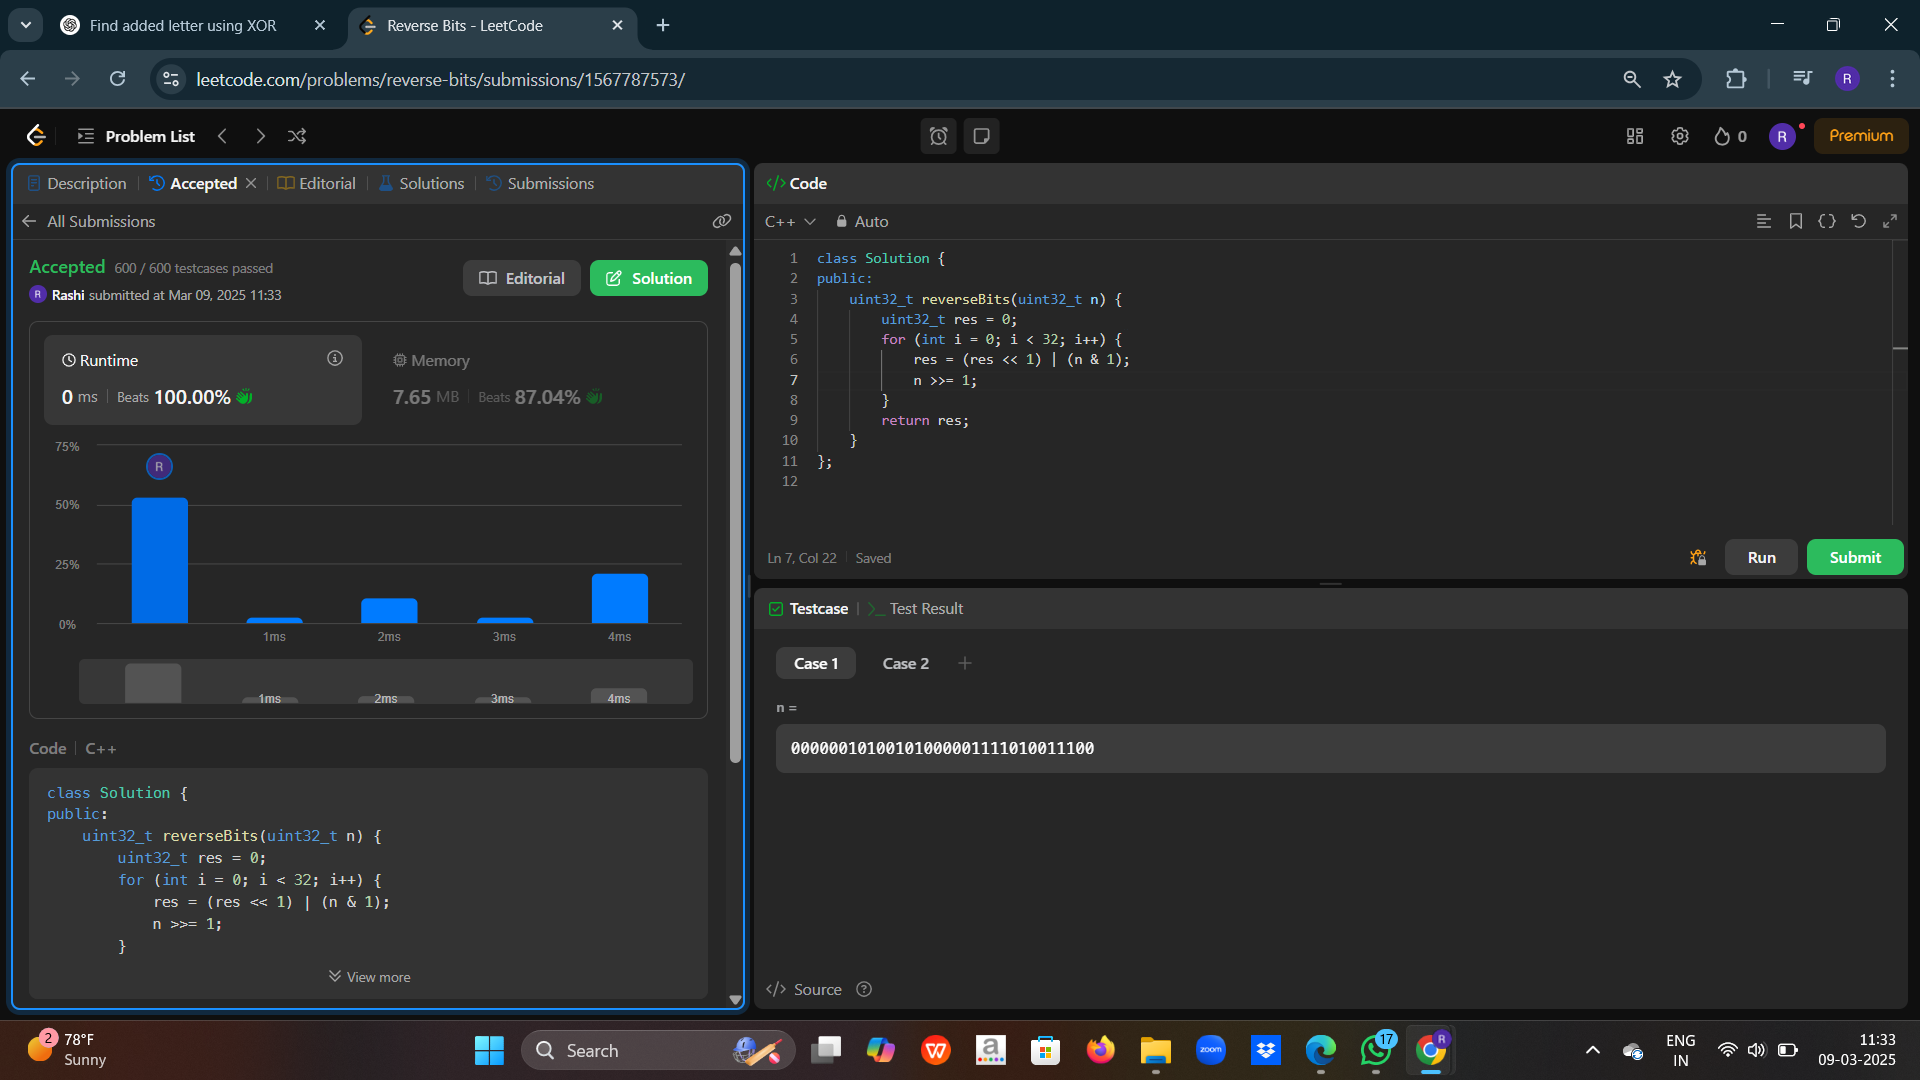 Find added letter using XOR
Reverse Bits - LeetCode
leetcode.com/problems/reverse-bits/submissions/1567787573/
R
Problem List
0
R
Premium
Description
Accepted
Editorial
Solutions
Submissions
All Submissions
Accepted 600 / 600 testcases passed
R Rashi submitted at Mar 09, 2025 11:33
Editorial
Solution
Runtime
0 ms Beats 100.00%
Memory
7.65 MB Beats 87.04%
75%
50%
25%
0%
R
1ms
2ms
3ms
4ms
1ms
2ms
3ms
4ms
Code C++
class Solution {
public:
uint32_t reverseBits(uint32_t n) {
uint32_t res = 0;
for (int i = 0; i < 32; i++) {
res = (res << 1) | (n & 1);
n >>= 1;
}
View more
</> Code
C++ Auto
1 class Solution {
2 public:
3 uint32_t reverseBits(uint32_t n) {
4 uint32_t res = 0;
5 for (int i = 0; i < 32; i++) {
6 res = (res << 1) | (n & 1);
7 n >>= 1;
8 }
9 return res;
10 }
11 };
12
Ln 7, Col 22 Saved
Run
Submit
Testcase
Test Result
Case 1
Case 2
n =
00000010100101000001111010011100
</> Source
2
78°F
Sunny
Search
zoom
17
R
ENG
IN
11:33
09-03-2025